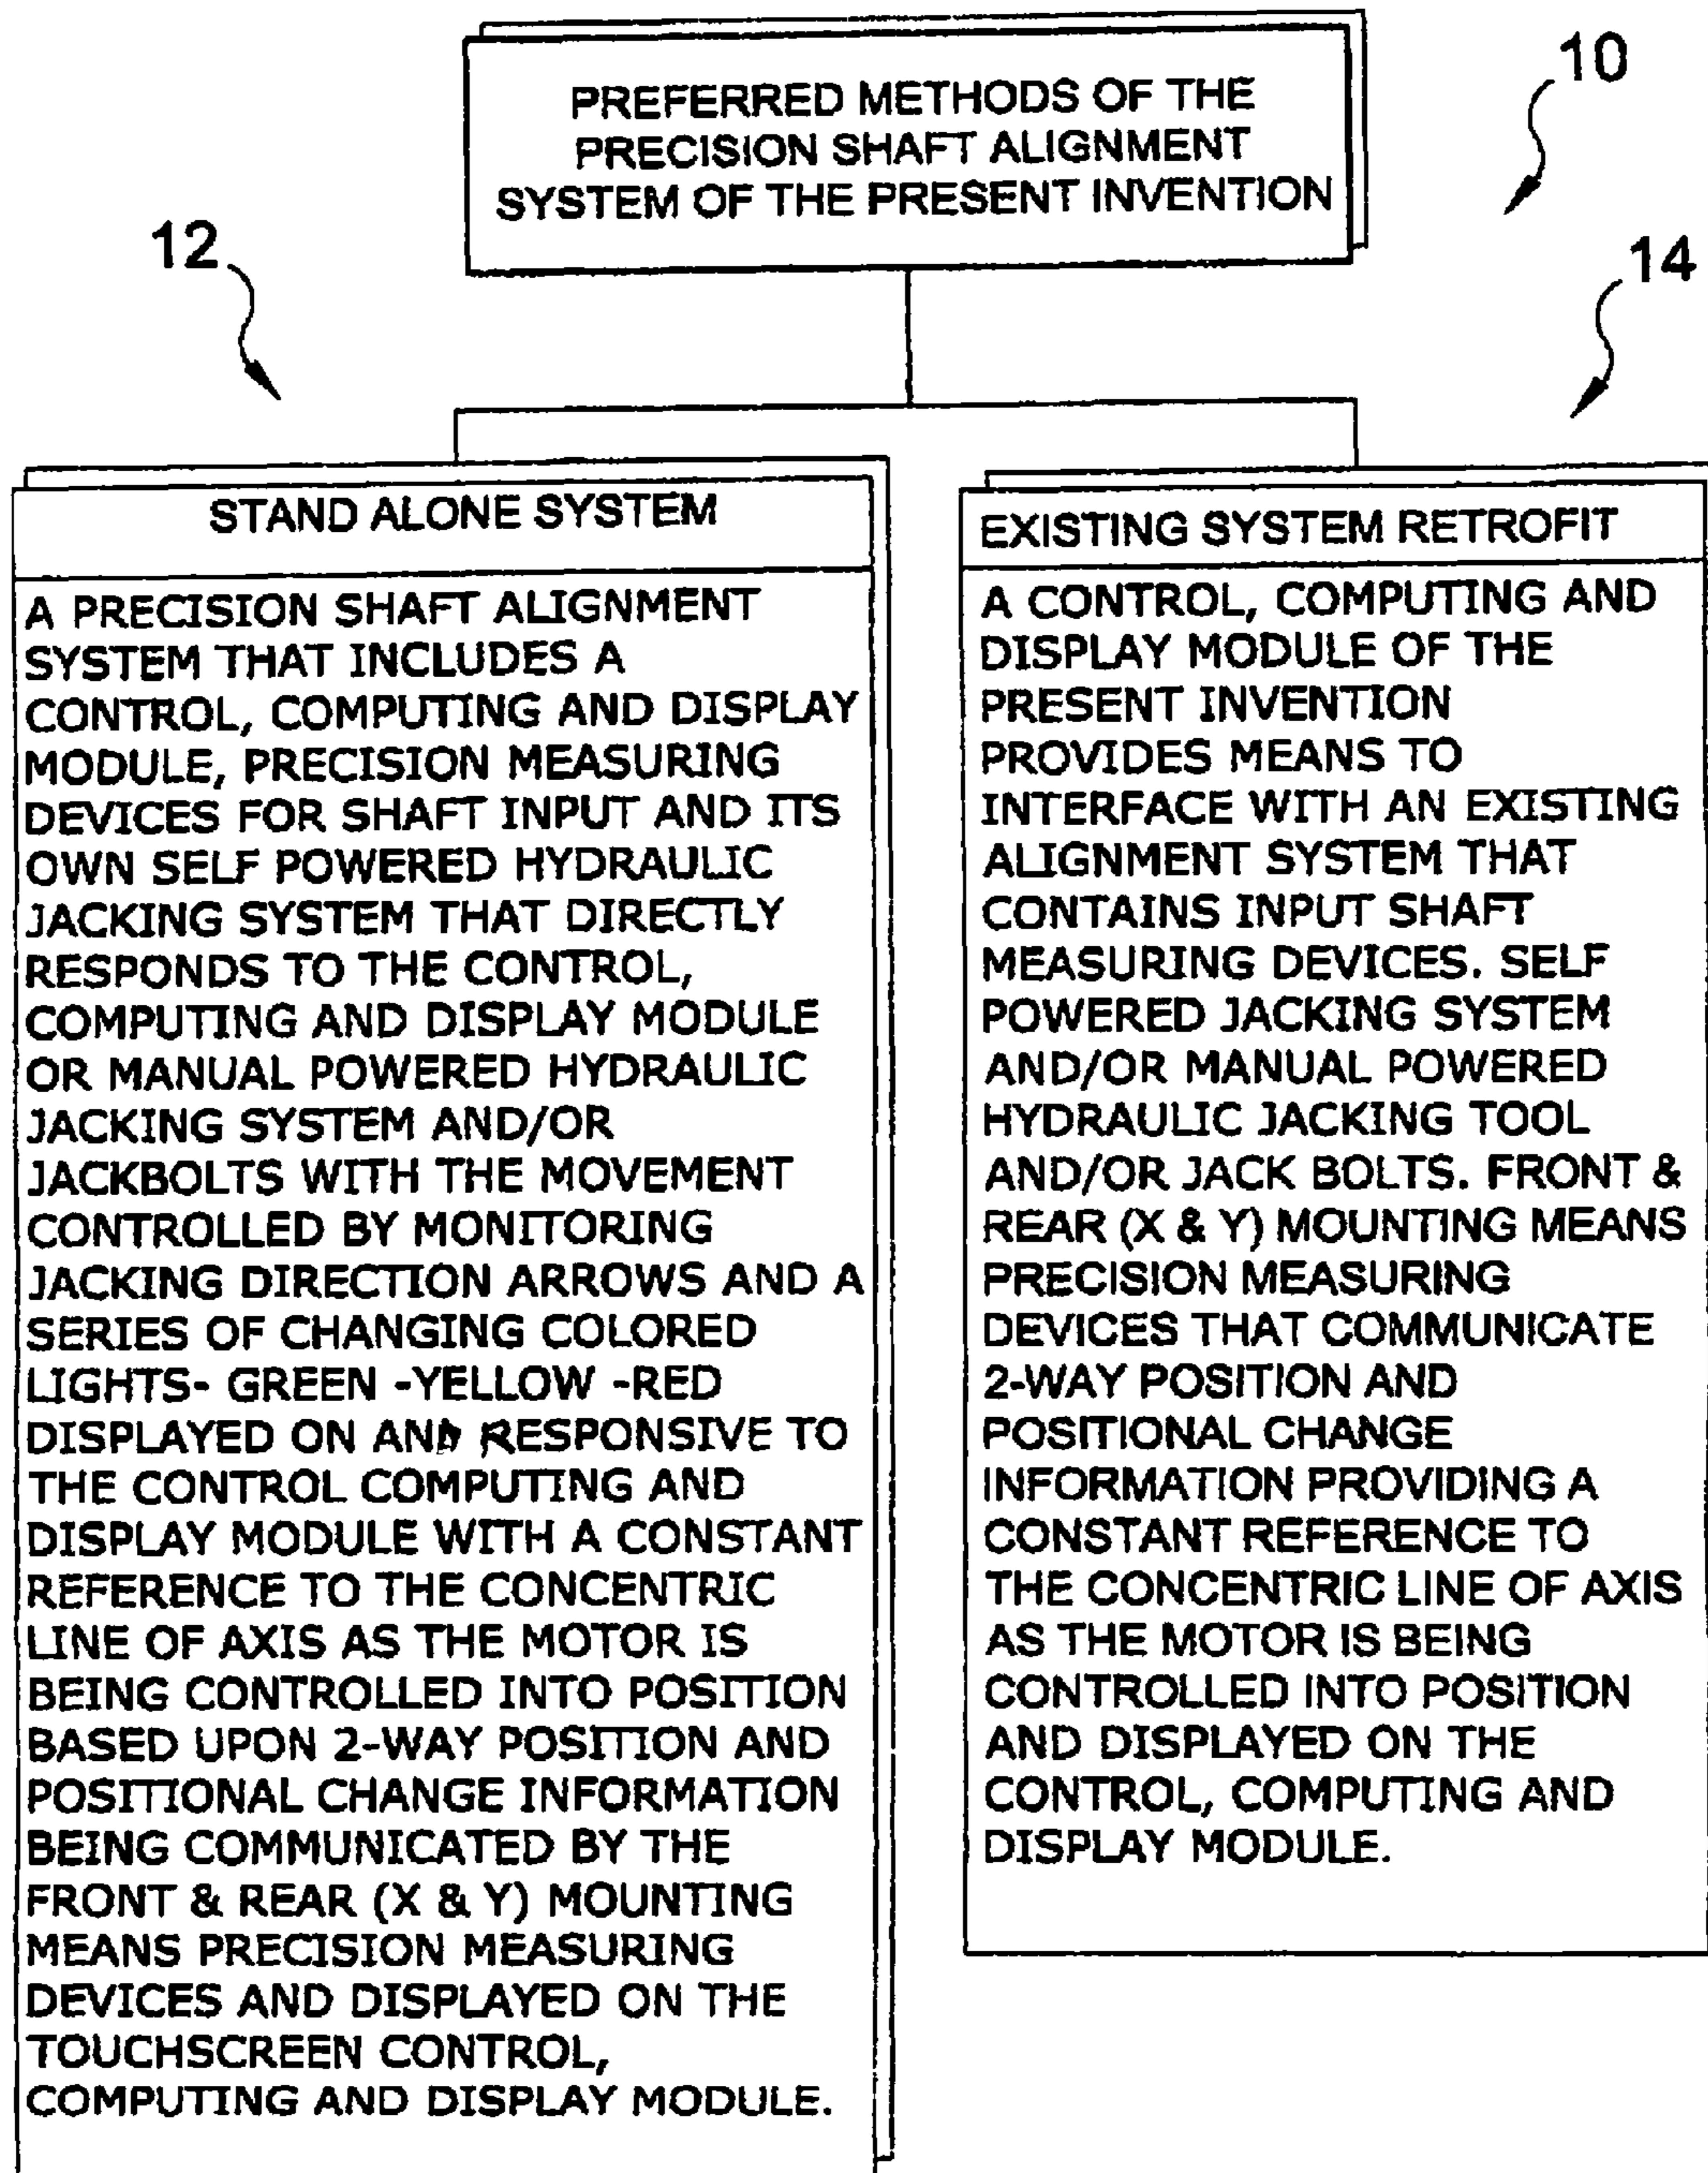 10
PREFERRED METHODS OF THE
PRECISION SHAFT ALIGNMENT
SYSTEM OF THE PRESENT INVENTION
12
14
STAND ALONE SYSTEM
A PRECISION SHAFT ALIGNMENT
SYSTEM THAT INCLUDES A
CONTROL, COMPUTING AND DISPLAY
MODULE, PRECISION MEASURING
DEVICES FOR SHAFT INPUT AND ITS
OWN SELF POWERED HYDRAULIC
JACKING SYSTEM THAT DIRECTLY
RESPONDS TO THE CONTROL,
COMPUTING AND DISPLAY MODULE
OR MANUAL POWERED HYDRAULIC
JACKING SYSTEM AND/OR
JACKBOLTS WITH THE MOVEMENT
CONTROLLED BY MONITORING
JACKING DIRECTION ARROWS AND A
SERIES OF CHANGING COLORED
LIGHTS- GREEN -YELLOW -RED
DISPLAYED ON AND RESPONSIVE TO
THE CONTROL COMPUTING AND
DISPLAY MODULE WITH A CONSTANT
REFERENCE TO THE CONCENTRIC
LINE OF AXIS AS THE MOTOR IS
BEING CONTROLLED INTO POSITION
BASED UPON 2-WAY POSITION AND
POSITIONAL CHANGE INFORMATION
BEING COMMUNICATED BY THE
FRONT & REAR (X & Y) MOUNTING
MEANS PRECISION MEASURING
DEVICES AND DISPLAYED ON THE
TOUCHSCREEN CONTROL,
COMPUTING AND DISPLAY MODULE.
EXISTING SYSTEM RETROFIT
A CONTROL, COMPUTING AND
DISPLAY MODULE OF THE
PRESENT INVENTION
PROVIDES MEANS TO
INTERFACE WITH AN EXISTING
ALIGNMENT SYSTEM THAT
CONTAINS INPUT SHAFT
MEASURING DEVICES. SELF
POWERED JACKING SYSTEM
AND/OR MANUAL POWERED
HYDRAULIC JACKING TOOL
AND/OR JACK BOLTS. FRONT &
REAR (X & Y) MOUNTING MEANS
PRECISION MEASURING
DEVICES THAT COMMUNICATE
2-WAY POSITION AND
POSITIONAL CHANGE
INFORMATION PROVIDING A
CONSTANT REFERENCE TO
THE CONCENTRIC LINE OF AXIS
AS THE MOTOR IS BEING
CONTROLLED INTO POSITION
AND DISPLAYED ON THE
CONTROL, COMPUTING AND
DISPLAY MODULE.